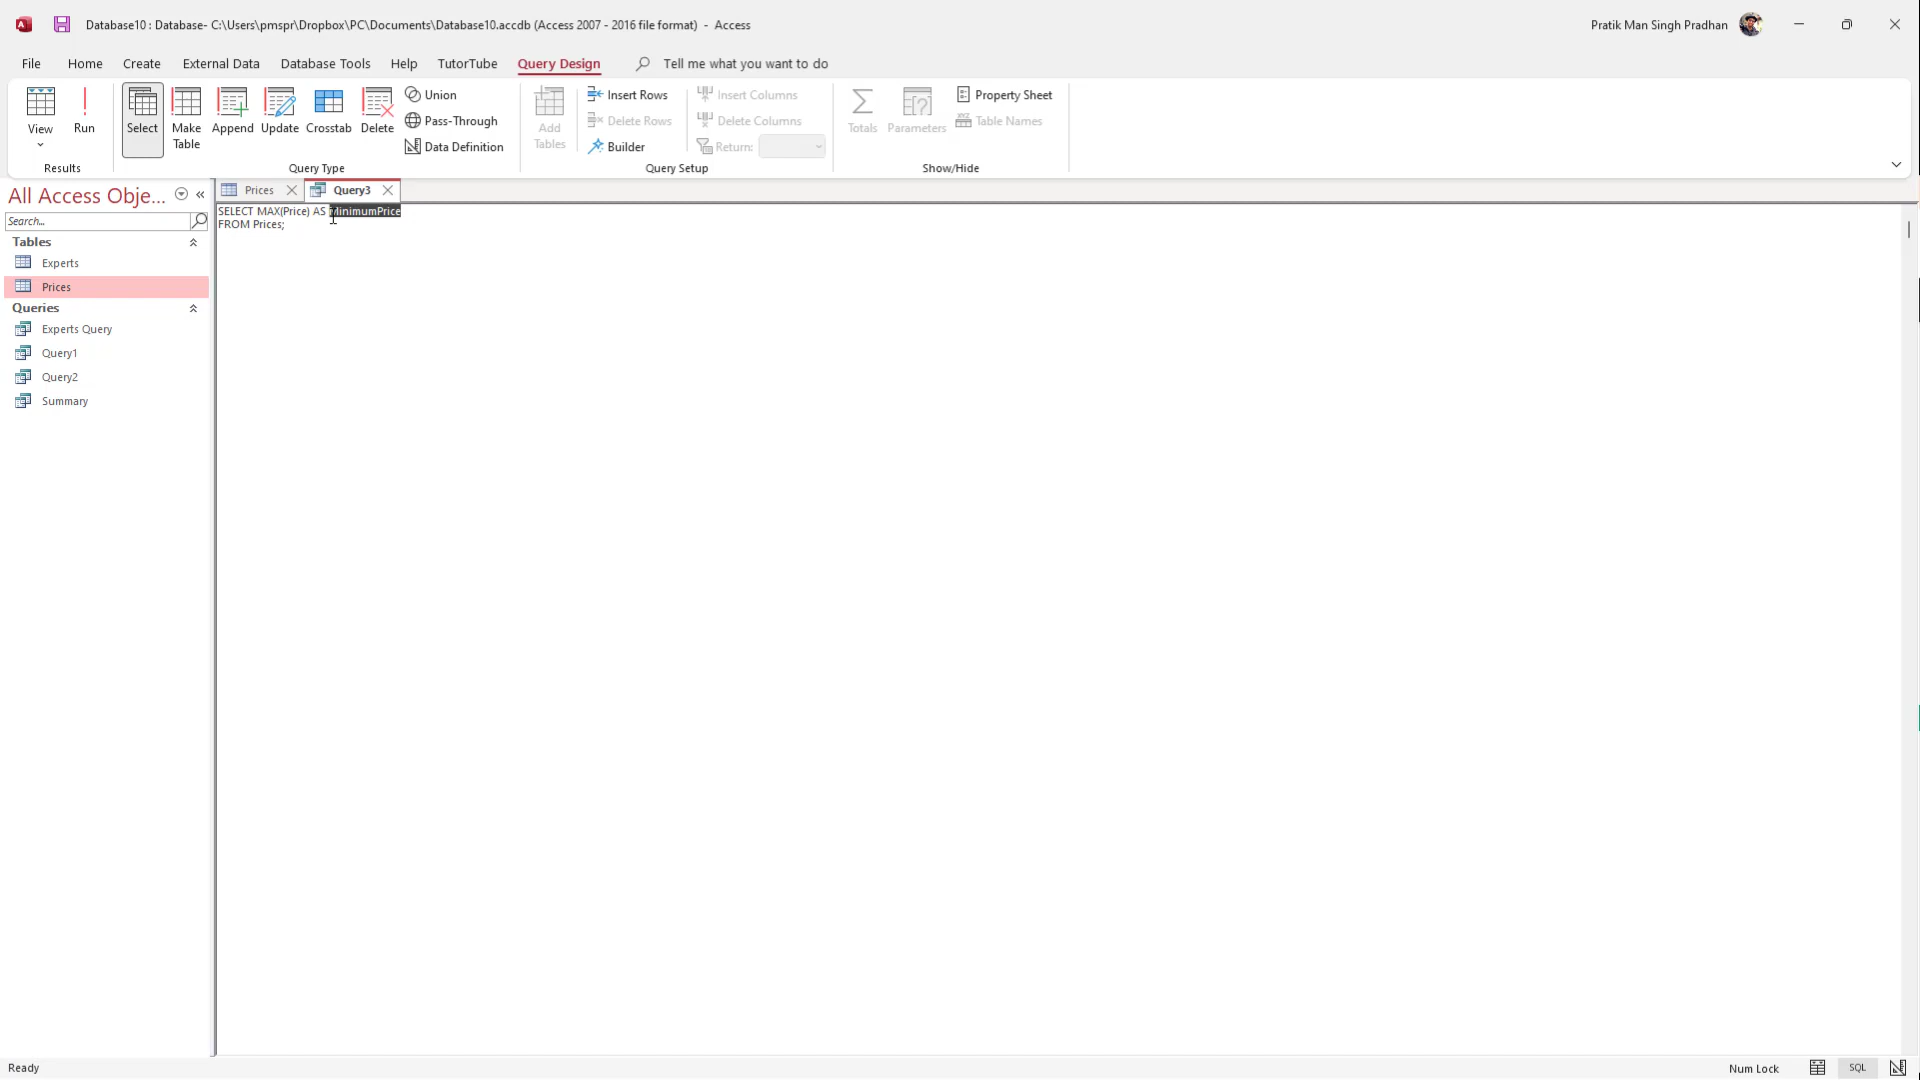 Database10 : Database- C:\Users\pmspr\Dropbox\PC\Documents\Database10.accdb (Access 2007 - 2016 file format) - Access
Pratik Man Singh Pradhan
File Home Create External Data Database Tools Help TutorTube Query Design Tell me what you want to do
View
Run
Select
Make Table
Append
Update
Crosstab
Delete
Union
Pass-Through
Data Definition
Add Tables
Insert Rows
Delete Rows
Builder
Insert Columns
Delete Columns
Return:
Totals
Parameters
Property Sheet
Table Names
Results
Query Type
Query Setup
Show/Hide
All Access Obje...
Search...
Tables
Experts
Prices
Queries
Experts Query
Query1
Query2
Summary
Prices
Query3
SELECT MAX(Price) AS MinimumPrice
FROM Prices;
Ready
Num Lock
SQL